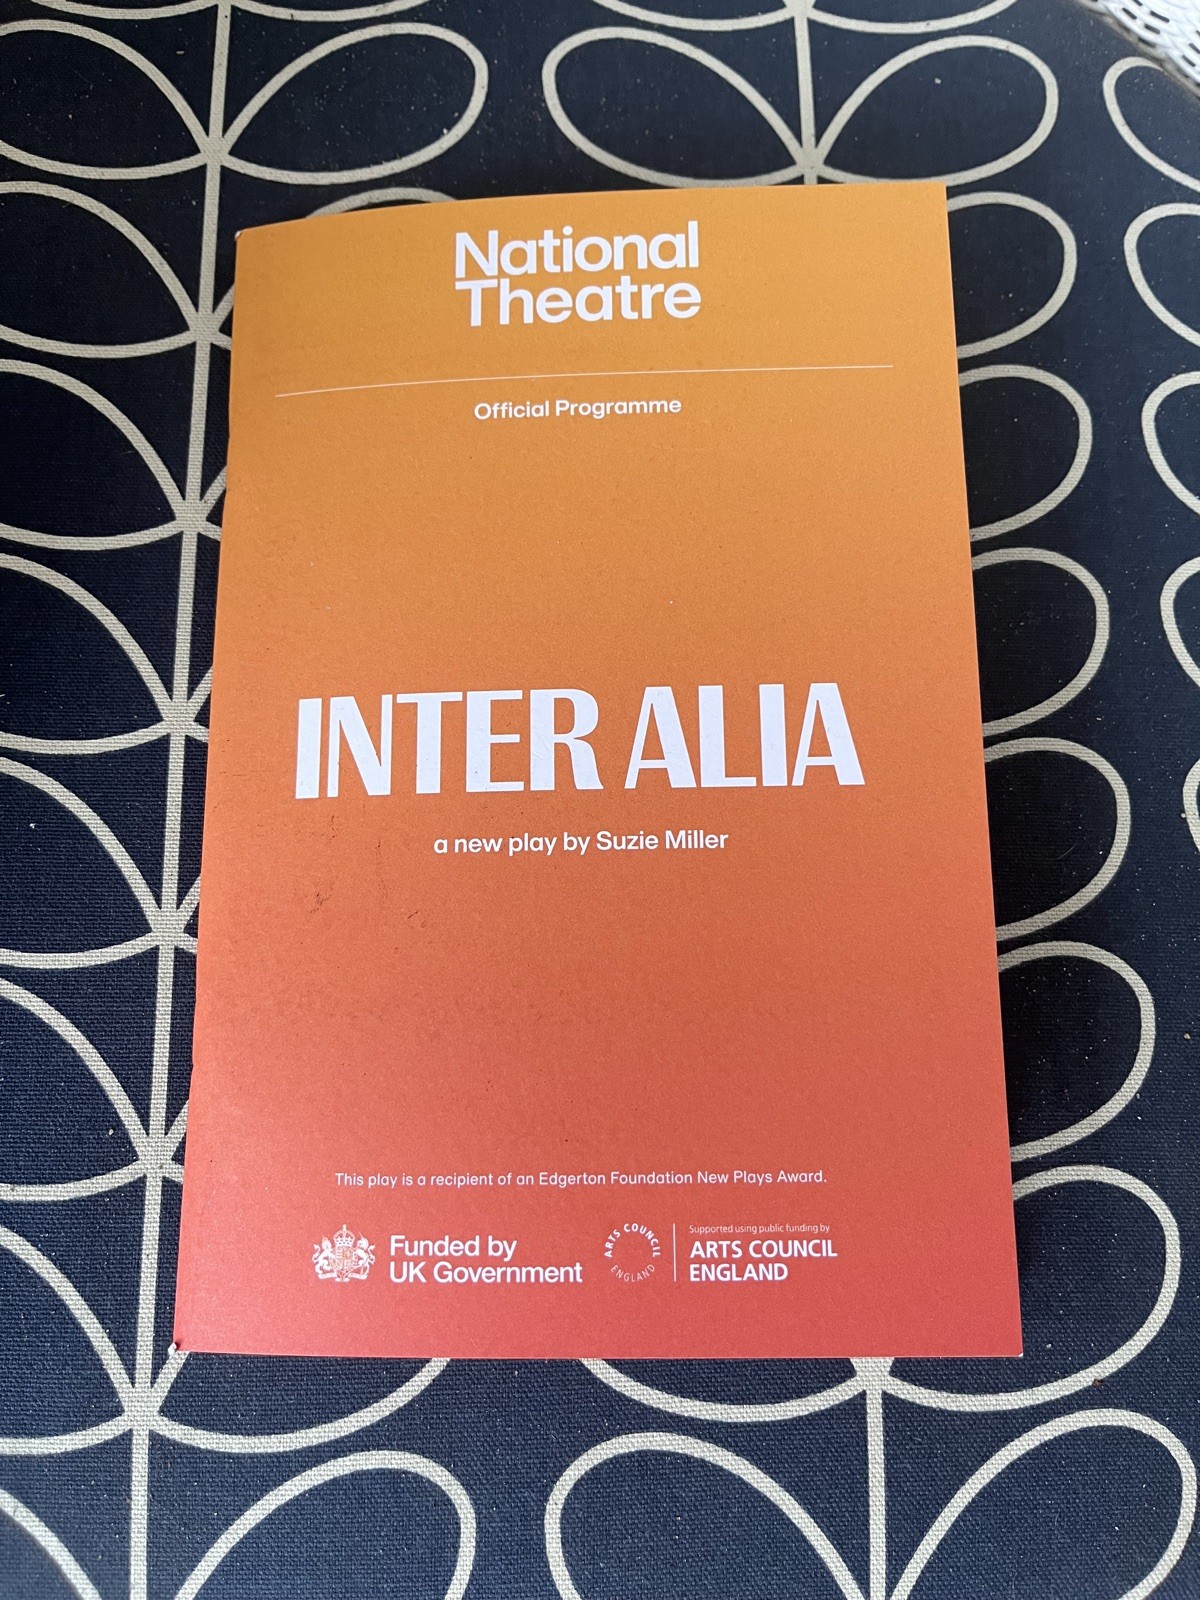 National
Theatre
Official Programme
INTER ALIA
a new play by Suzie Miller
This play is a recipient of an Edgerton Foundation New Plays Award.
Funded by
UK Government
ARTS COUNCIL
ENGLAND
Supported using public funding by
ARTS COUNCIL
ENGLAND